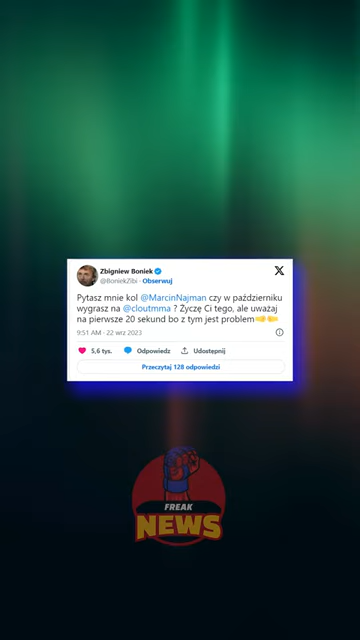 Zbigniew Boniek
@BoniekZibi · Obserwuj
X
Pytasz mnie kol @MarcinNajman czy w październiku
wygrasz na @cloutmma ? Życzę Ci tego, ale uważaj
na pierwsze 20 sekund bo z tym jest problem🤜🤛
9:51 AM · 22 wrz 2023
5,6 tys. Odpowiedz Udostępnij
Przeczytaj 128 odpowiedzi
FREAK
NEWS